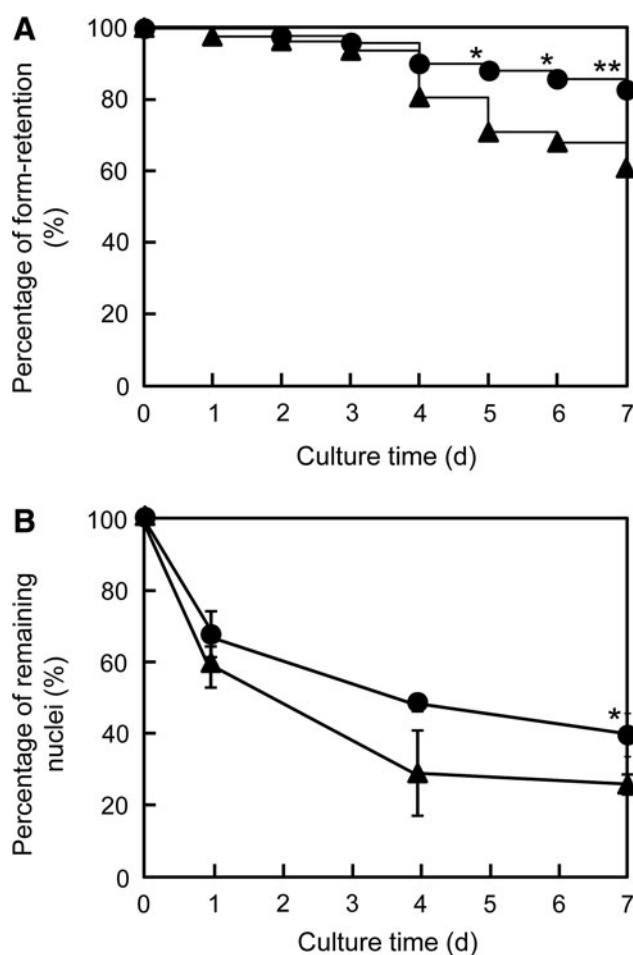 A
Percentage of form-retention
(%)
100
80
60
40
20
0
*
*
**
0 1 2 3 4 5 6 7
Culture time (d)
B
Percentage of remaining
nuclei (%)
100
80
60
40
20
0
*
0 1 2 3 4 5 6 7
Culture time (d)